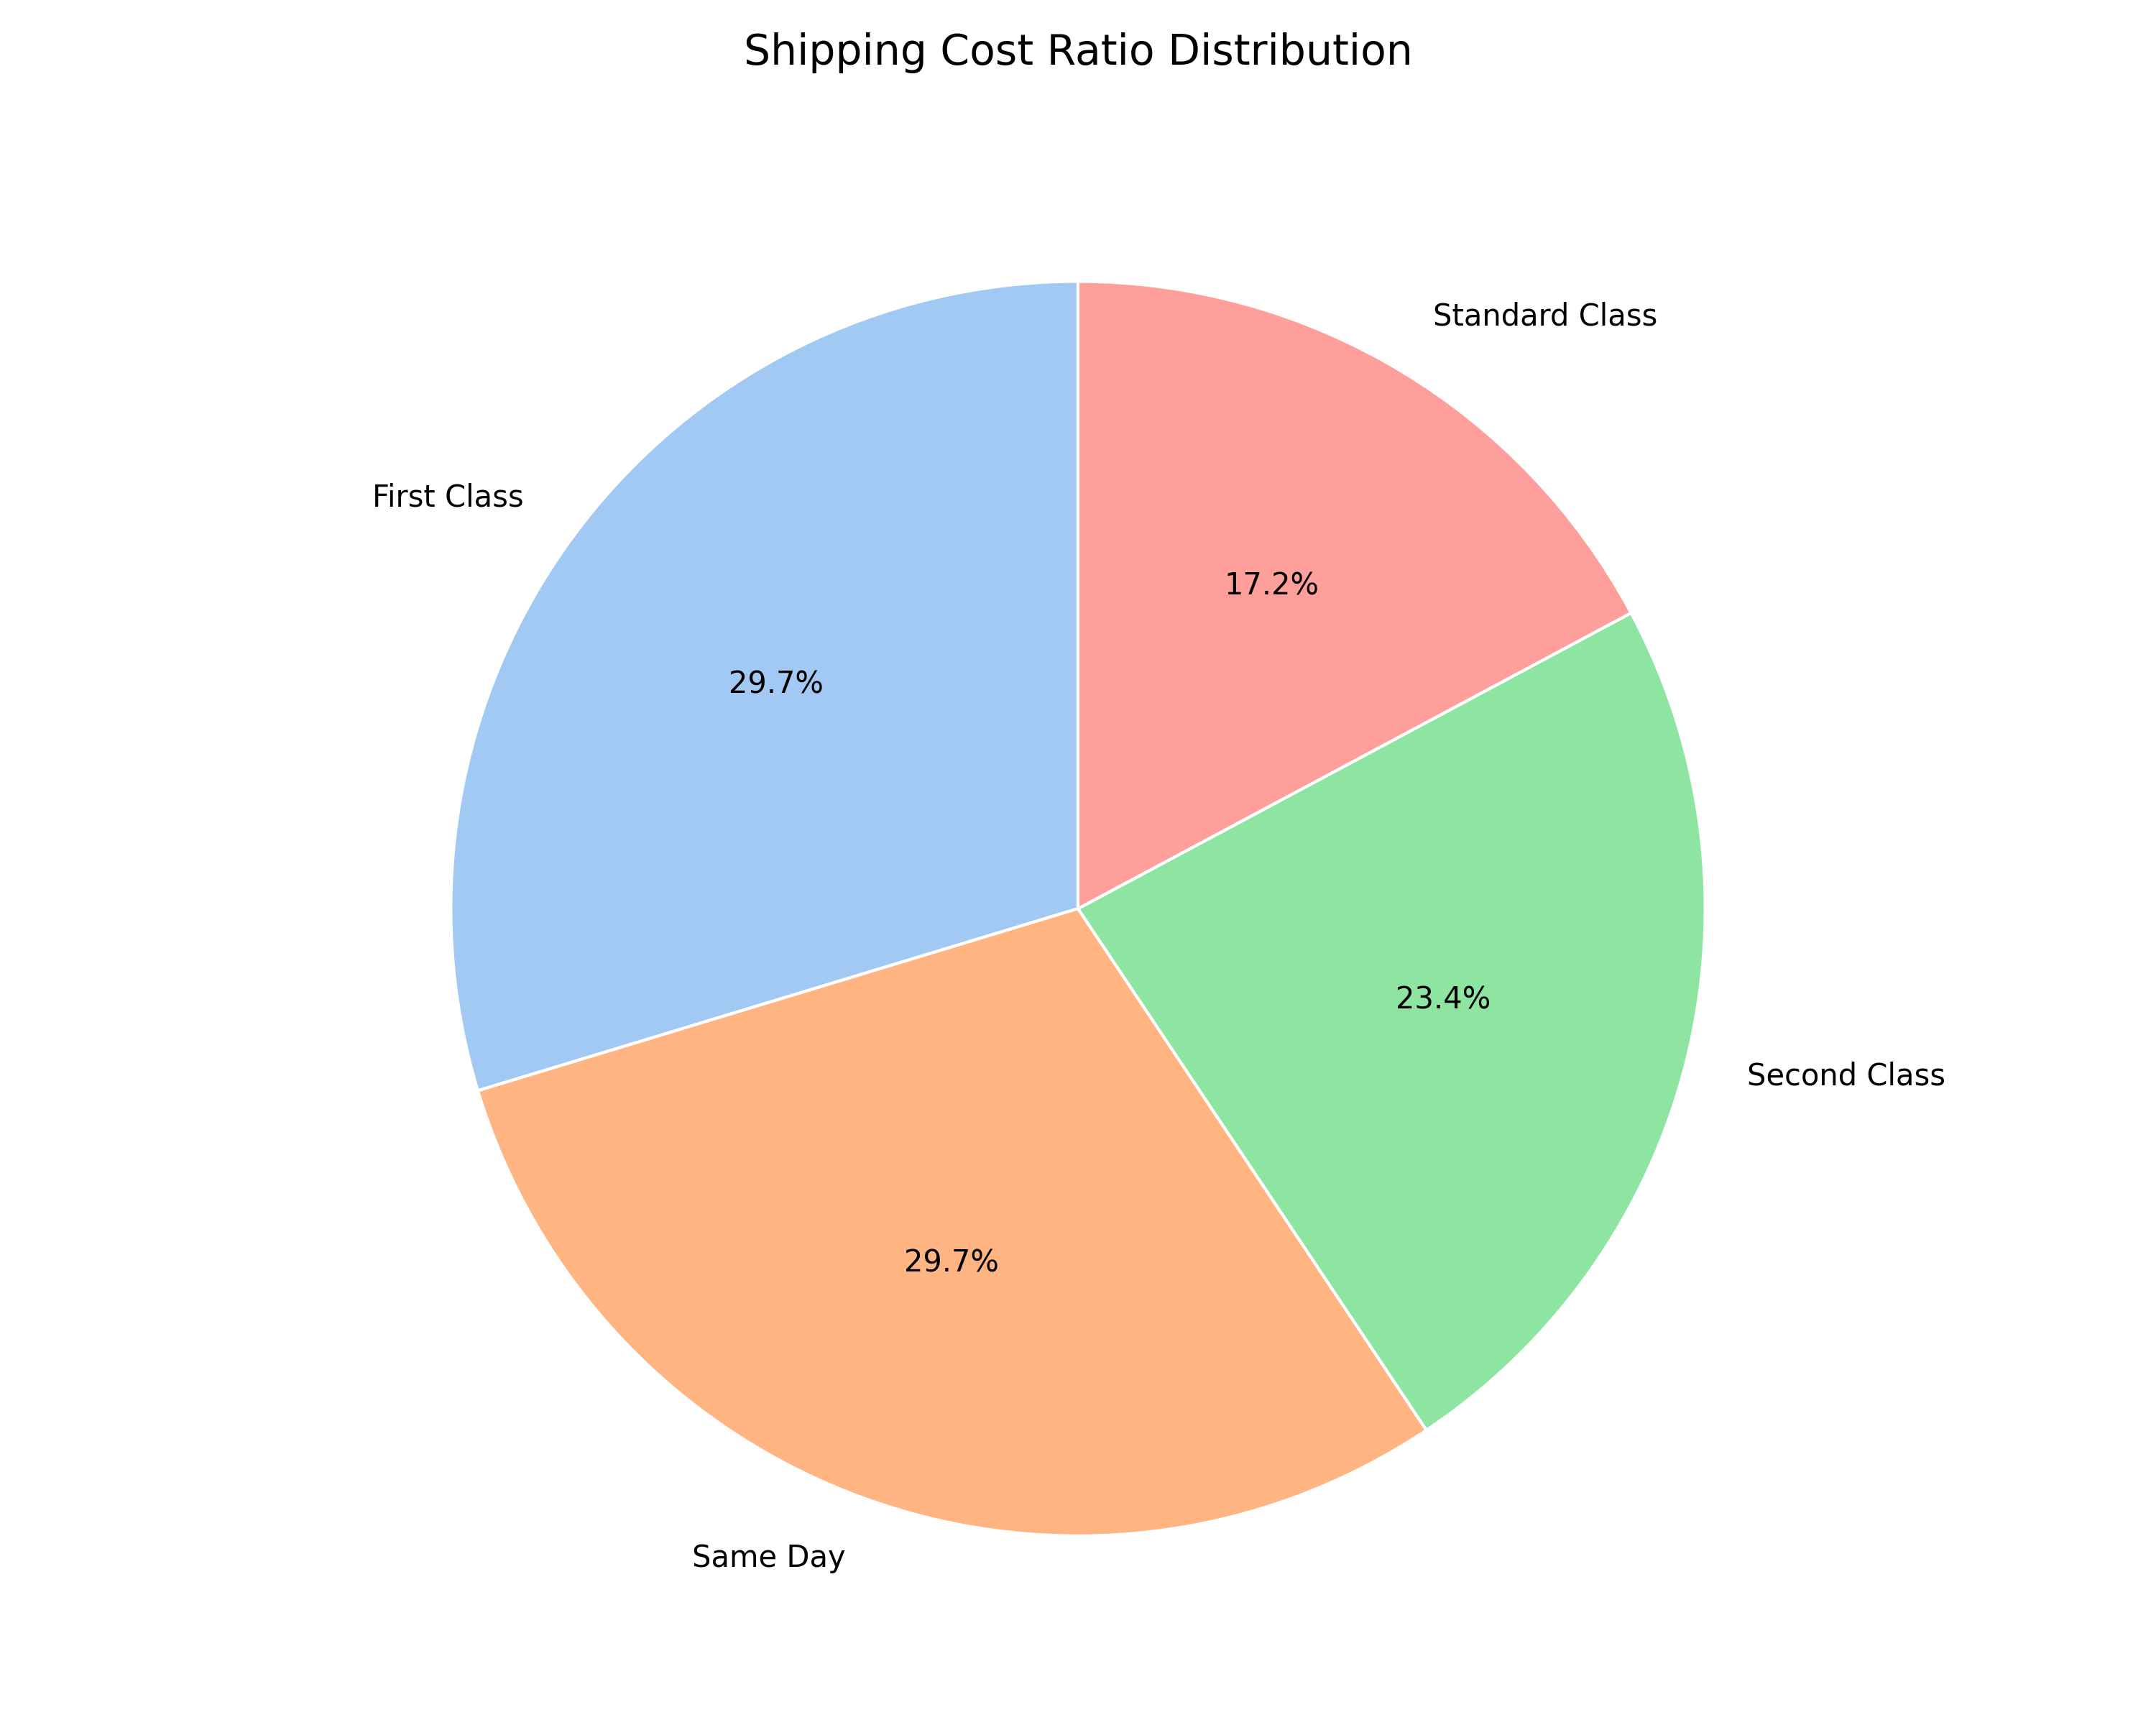 Shipping Cost Ratio Distribution
Standard Class
First Class
17.2%
29.7%
23.4%
Second Class
29.7%
Same Day